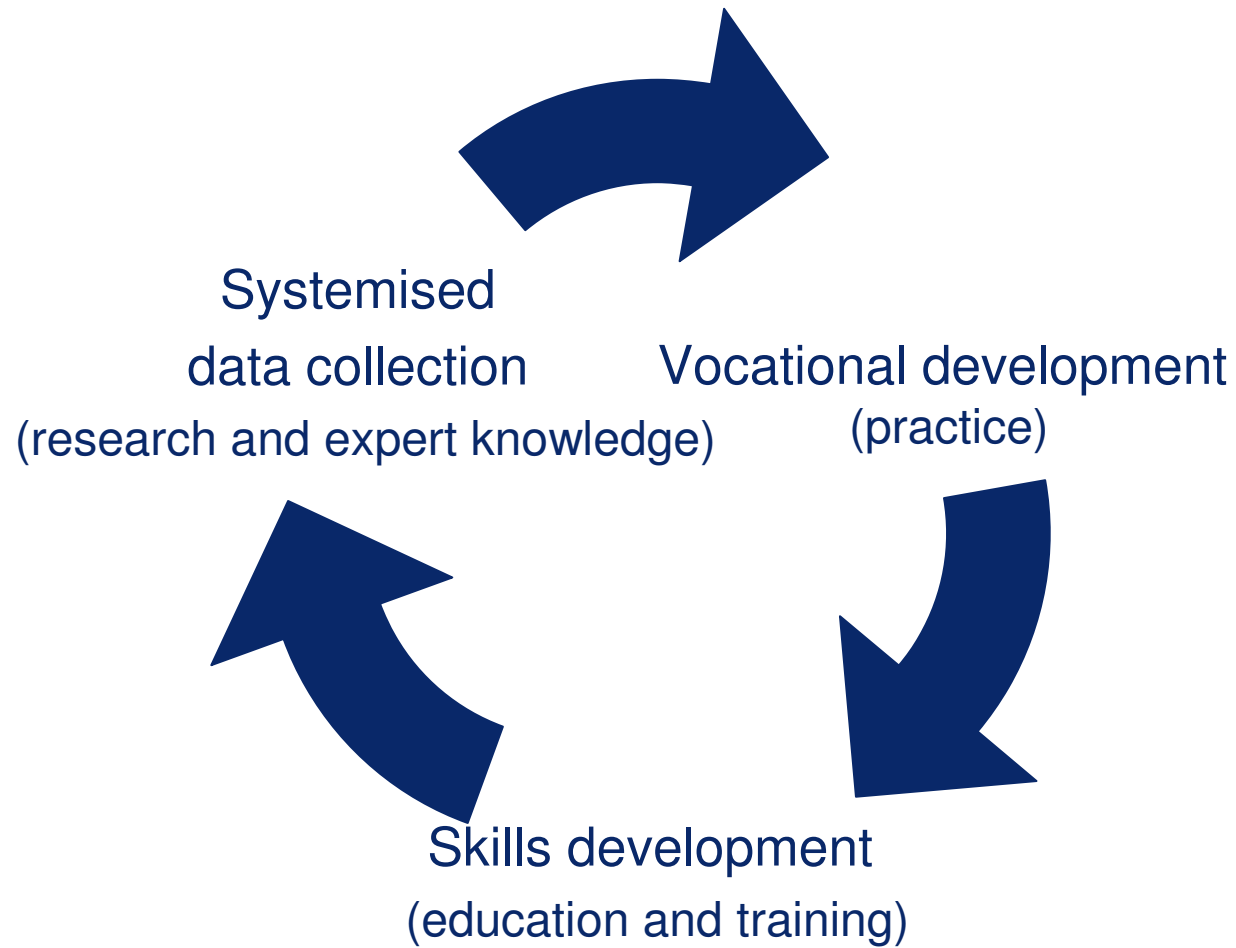 Systemised
data collection
(research and expert knowledge)
Vocational development
(practice)
Skills development
(education and training)